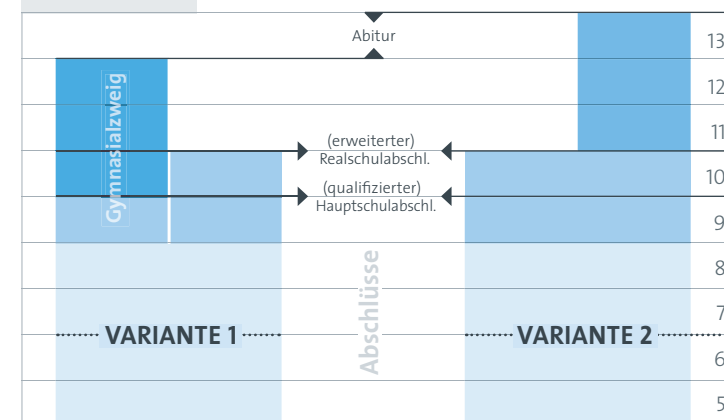 Abitur
13
12
Gymnasialzweig
11
(erweiterter)
Realschulabschl.
10
(qualifizierter)
Hauptschulabschl.
9
8
Abschlüsse
7
VARIANTE 1
VARIANTE 2
6
5